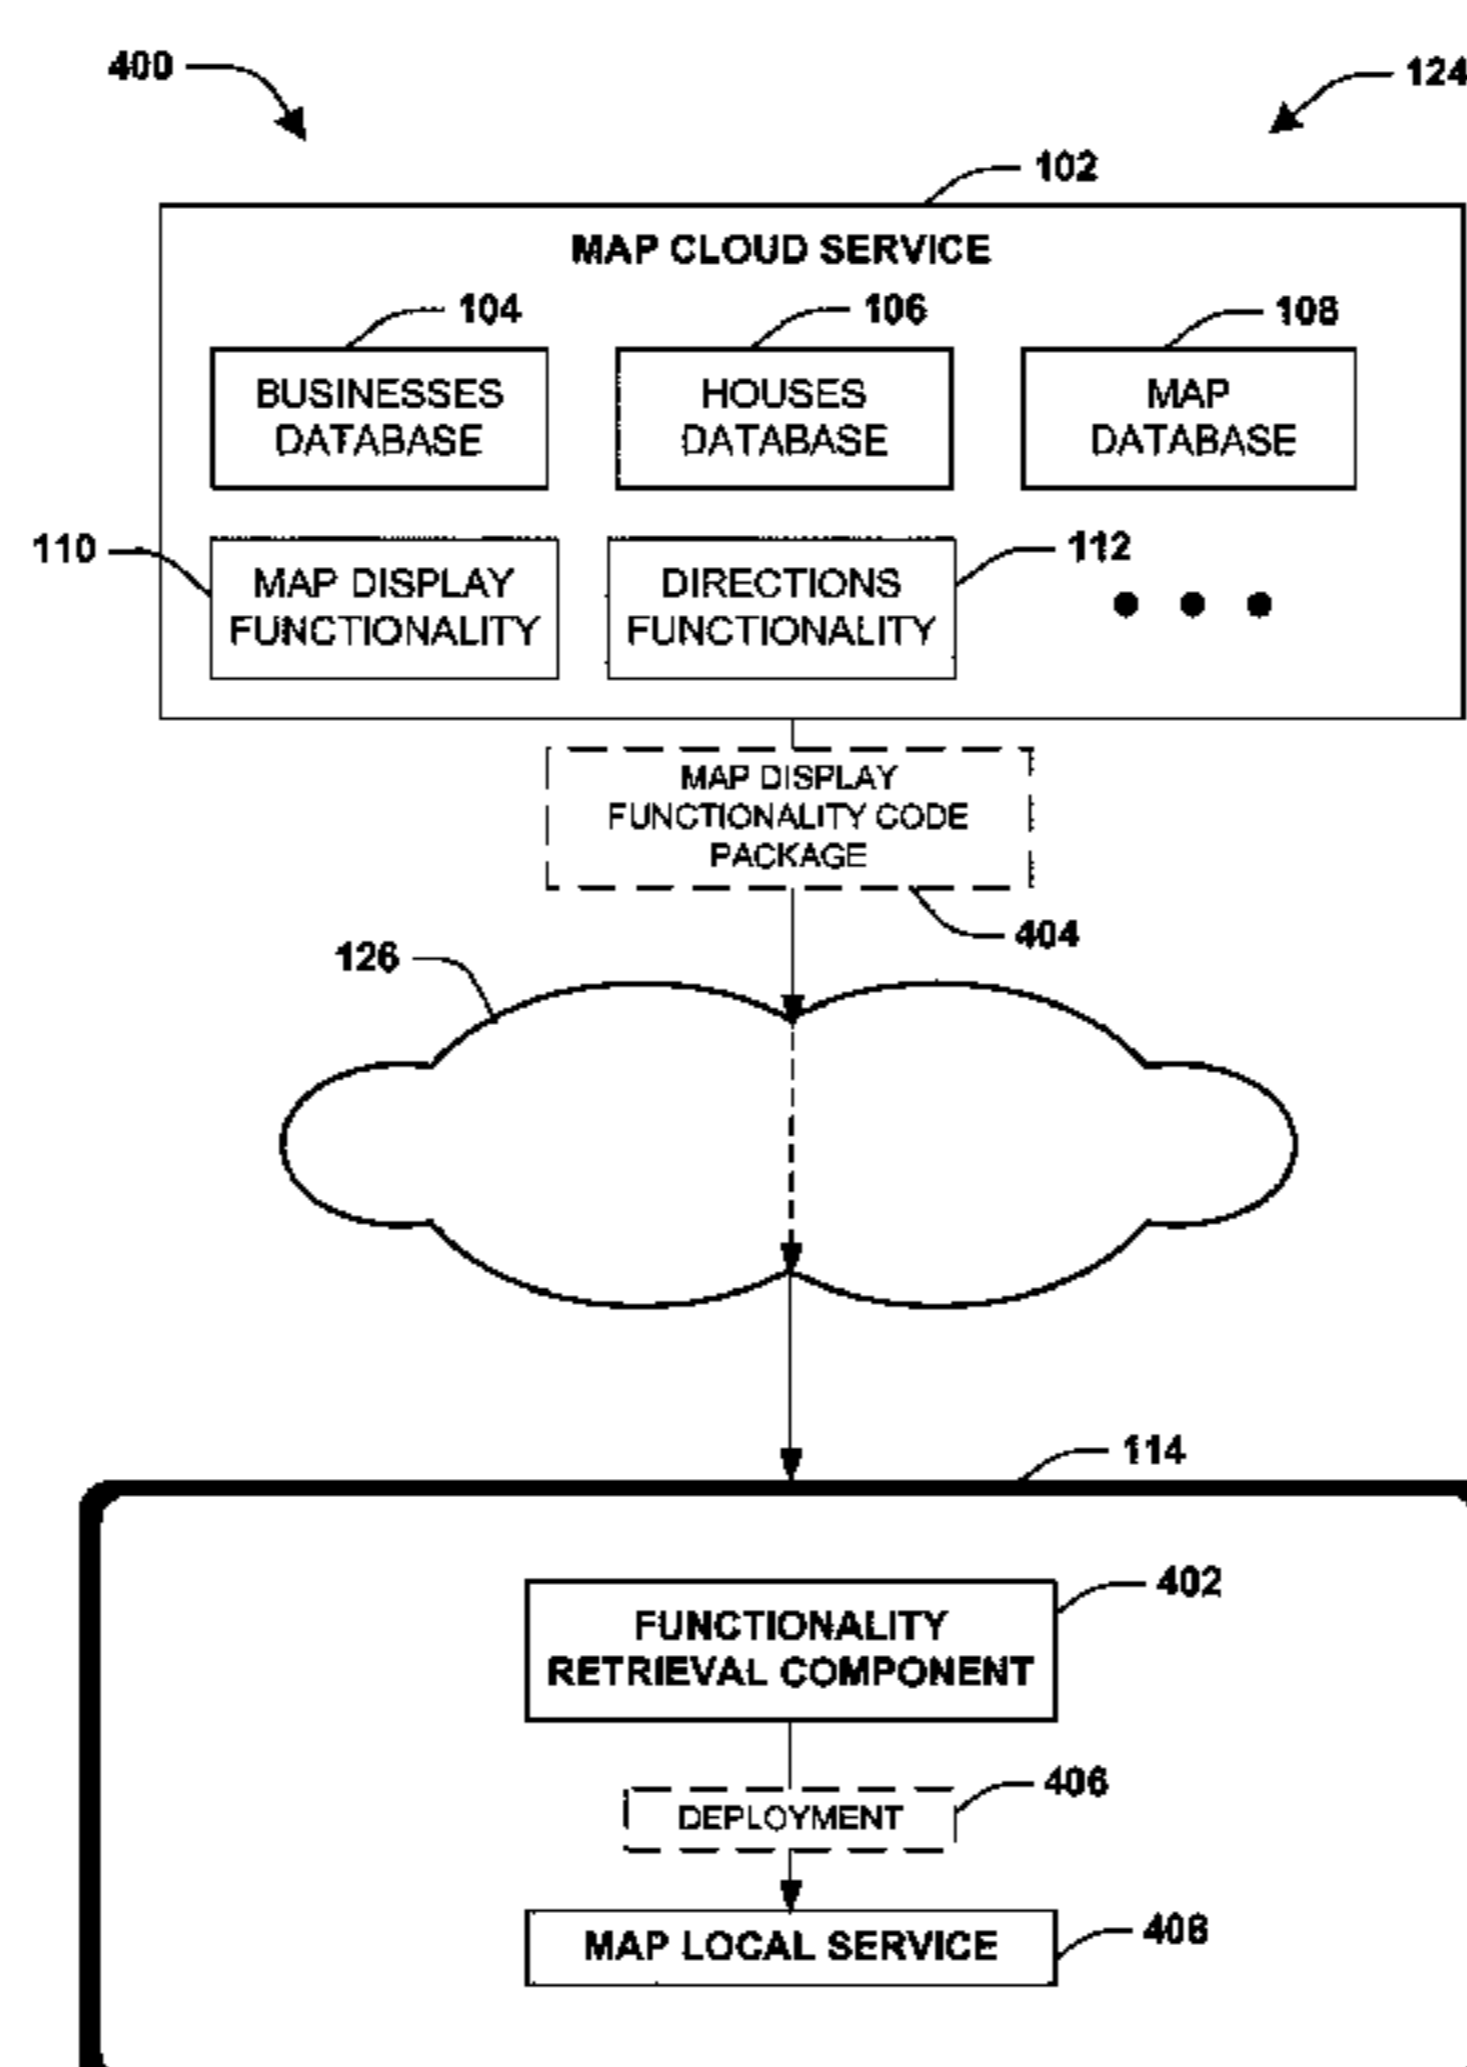 400
124
102
MAP CLOUD SERVICE
104
106
108
BUSINESSES
DATABASE
HOUSES
DATABASE
MAP
DATABASE
110
112
MAP DISPLAY
FUNCTIONALITY
DIRECTIONS
FUNCTIONALITY
MAP DISPLAY
FUNCTIONALITY CODE
PACKAGE
404
126
114
402
FUNCTIONALITY
RETRIEVAL COMPONENT
406
DEPLOYMENT
408
MAP LOCAL SERVICE